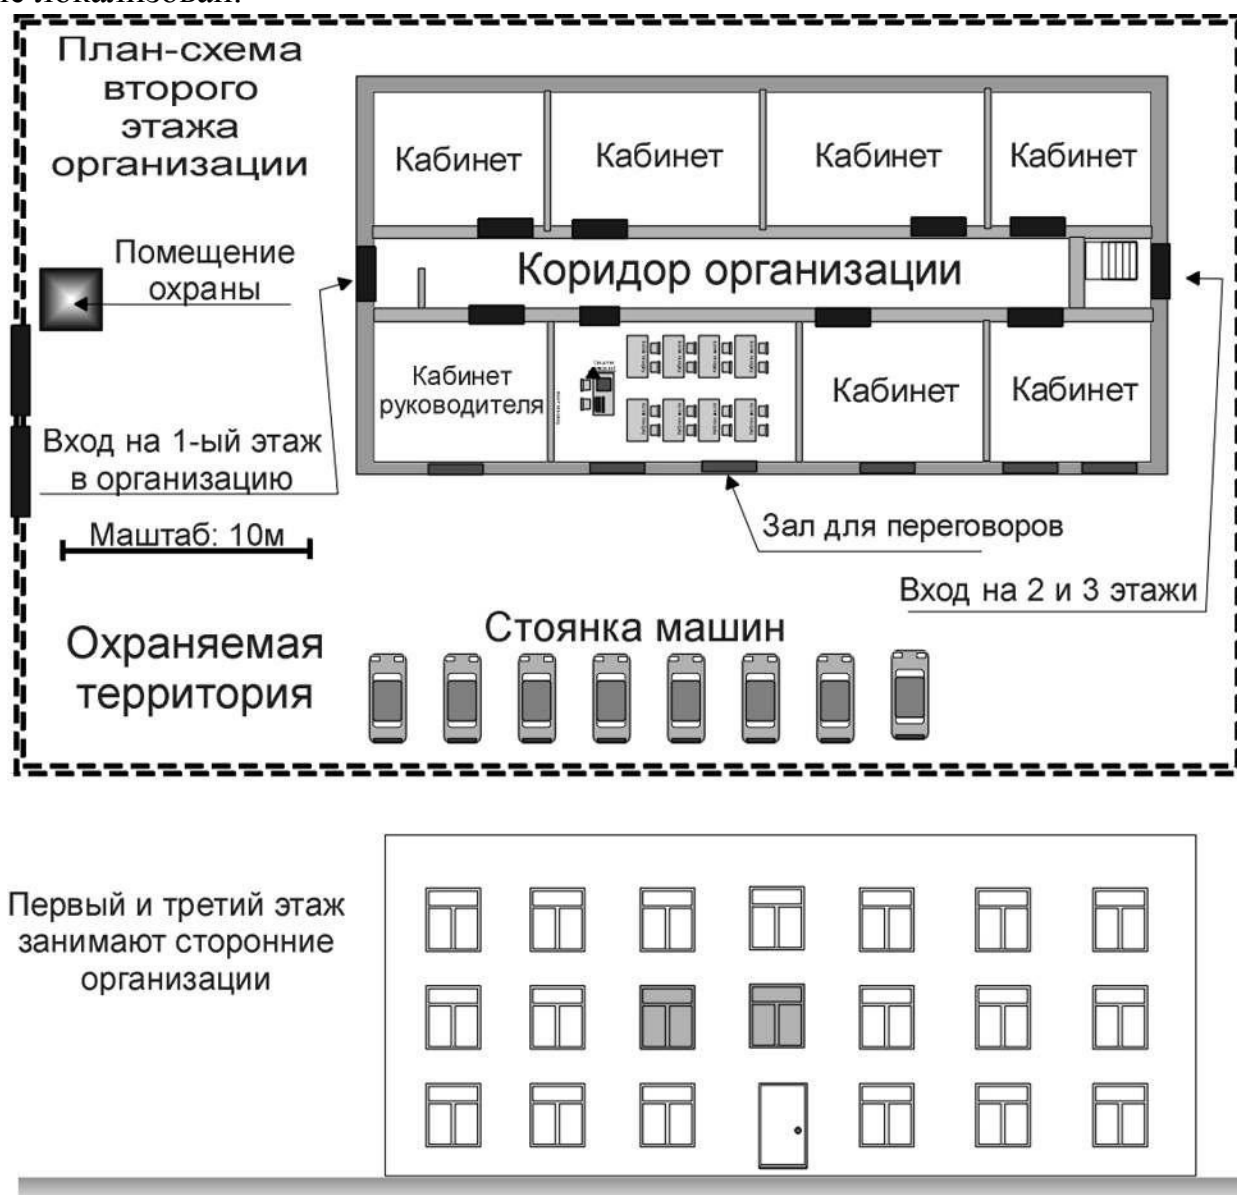 не локализован.
План-схема
второго
этажа
организации
Кабинет
Кабинет
Кабинет
Кабинет
Помещение
охраны
Коридор организации
Кабинет
руководителя
Кабинет
Кабинет
Вход на 1-ый этаж
в организацию
Маштаб: 10м
Зал для переговоров
Вход на 2 и 3 этажи
Охраняемая
территория
Стоянка машин
Первый и третий этаж
занимают сторонние
организации